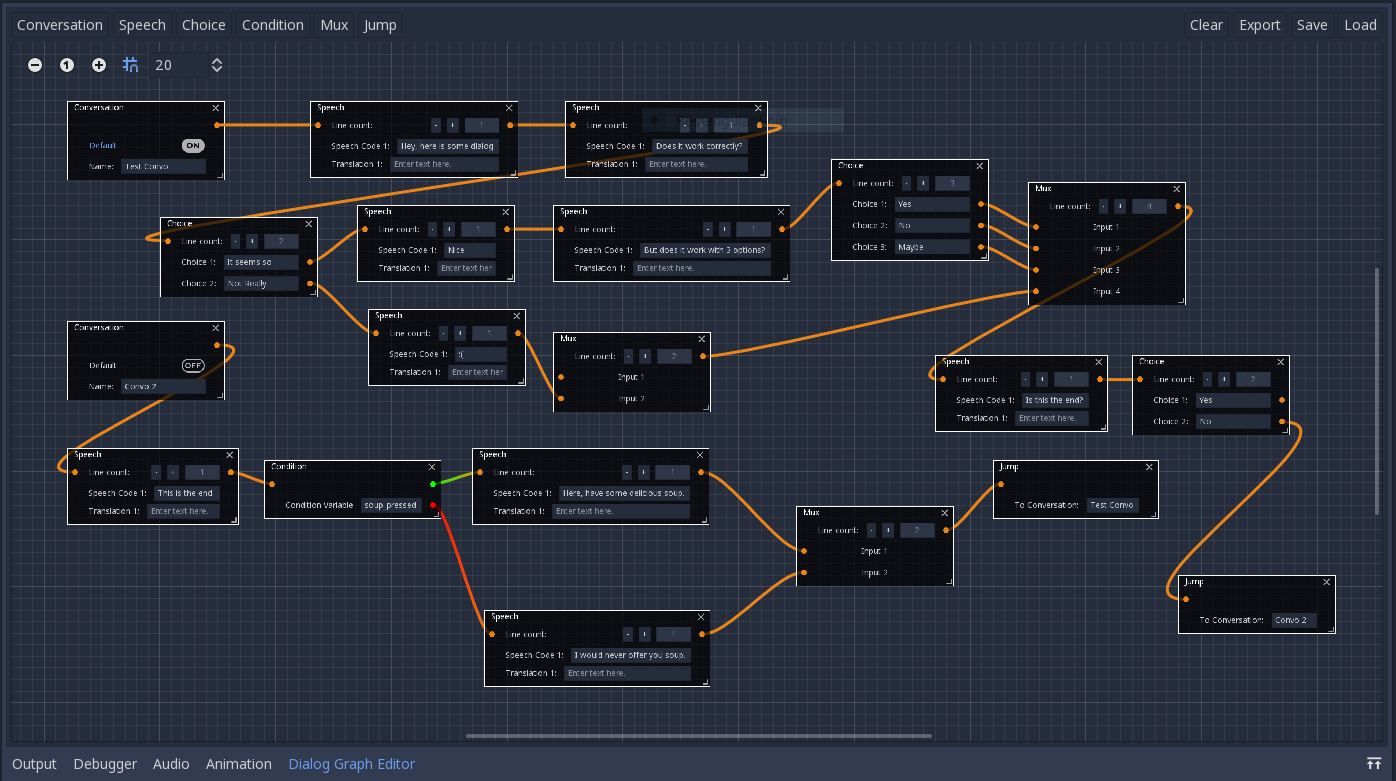 Conversation Speech Choice Condition Mux Jump Clear Export Save Load
1 20
Conversation
Default ON
Name: Test Convo
Speech
Line count: - + 1
Speech Code 1: Hey, here is some dialog
Translation 1: Enter text here.
Speech
Line count: - + 1
Speech Code 1: Does it work correctly?
Translation 1: Enter text here.
Choice
Line count: - + 3
Choice 1: Yes
Choice 2: No
Choice 3: Maybe
Mux
Line count: - + 4
Input 1
Input 2
Input 3
Input 4
Choice
Line count: - + 2
Choice 1: It seems so
Choice 2: Not Really
Speech
Line count: - + 1
Speech Code 1: Nice
Translation 1: Enter text her
Speech
Line count: - + 1
Speech Code 1: But does it work with 3 options?
Translation 1: Enter text here.
Speech
Line count: - + 1
Speech Code 1: :(
Translation 1: Enter text her
Mux
Line count: - + 2
Input 1
Input 2
Conversation
Default OFF
Name: Convo 2
Speech
Line count: - + 1
Speech Code 1: Is this the end?
Translation 1: Enter text here.
Choice
Line count: - + 2
Choice 1: Yes
Choice 2: No
Speech
Line count: - + 1
Speech Code 1: This is the end
Translation 1: Enter text here.
Condition
Condition Variable soup pressed
Speech
Line count: - + 1
Speech Code 1: Here, have some delicious soup.
Translation 1: Enter text here.
Mux
Line count: - + 2
Input 1
Input 2
Jump
To Conversation: Test Convo
Speech
Line count: - + 1
Speech Code 1: I would never offer you soup.
Translation 1: Enter text here.
Jump
To Conversation: Convo 2
Output Debugger Audio Animation Dialog Graph Editor